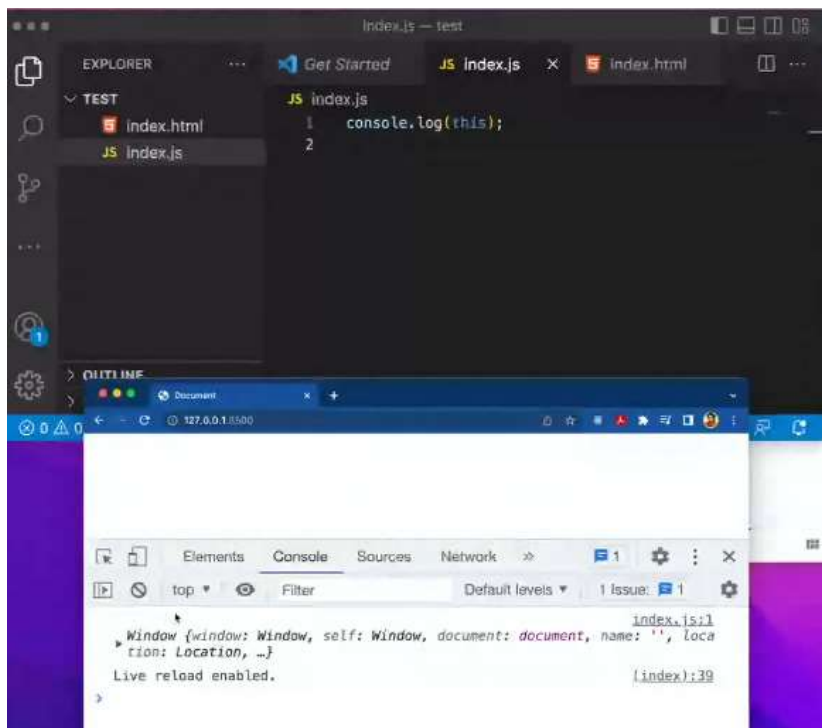 index.js — test
EXPLORER
Get Started
JS index.js
index.html
TEST
JS index.js
index.html
1 console.log(this);
JS index.js
2
1
OUTLINE
Document
0 0
127.0.0.1:5500
Elements Console Sources Network » 1
top Filter Default levels 1 Issue: 1
index.js:1
Window {window: Window, self: Window, document: document, name: '', loca
tion: Location, …}
Live reload enabled. (index):39